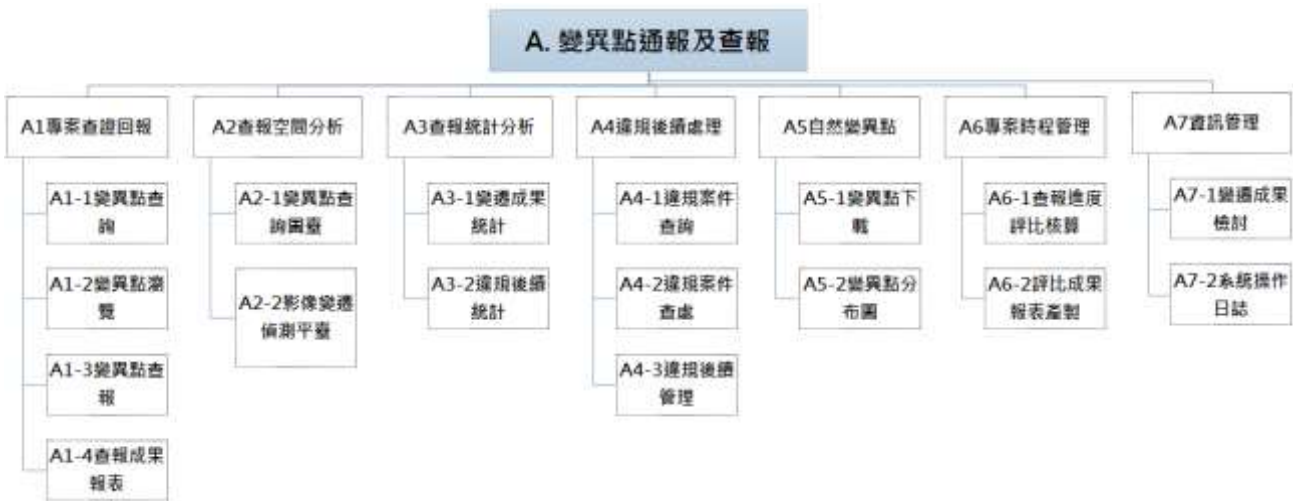 A. 變異點通報及查報
A1專案查證回報
A1-1變異點查
詢
A1-2變異點瀏
覽
A1-3變異點查
報
A1-4查報成果
報表
A2查報空間分析
A2-1變異點查
詢圖臺
A2-2影像變遷
偵測平臺
A3查報統計分析
A3-1變遷成果
統計
A3-2違規後續
統計
A4違規後續處理
A4-1違規案件
查詢
A4-2違規案件
查處
A4-3違規後續
管理
A5自然變異點
A5-1變異點下
載
A5-2變異點分
布圖
A6專案時程管理
A6-1查報進度
評比核算
A6-2評比成果
報表產製
A7資訊管理
A7-1變遷成果
檢討
A7-2系統操作
日誌